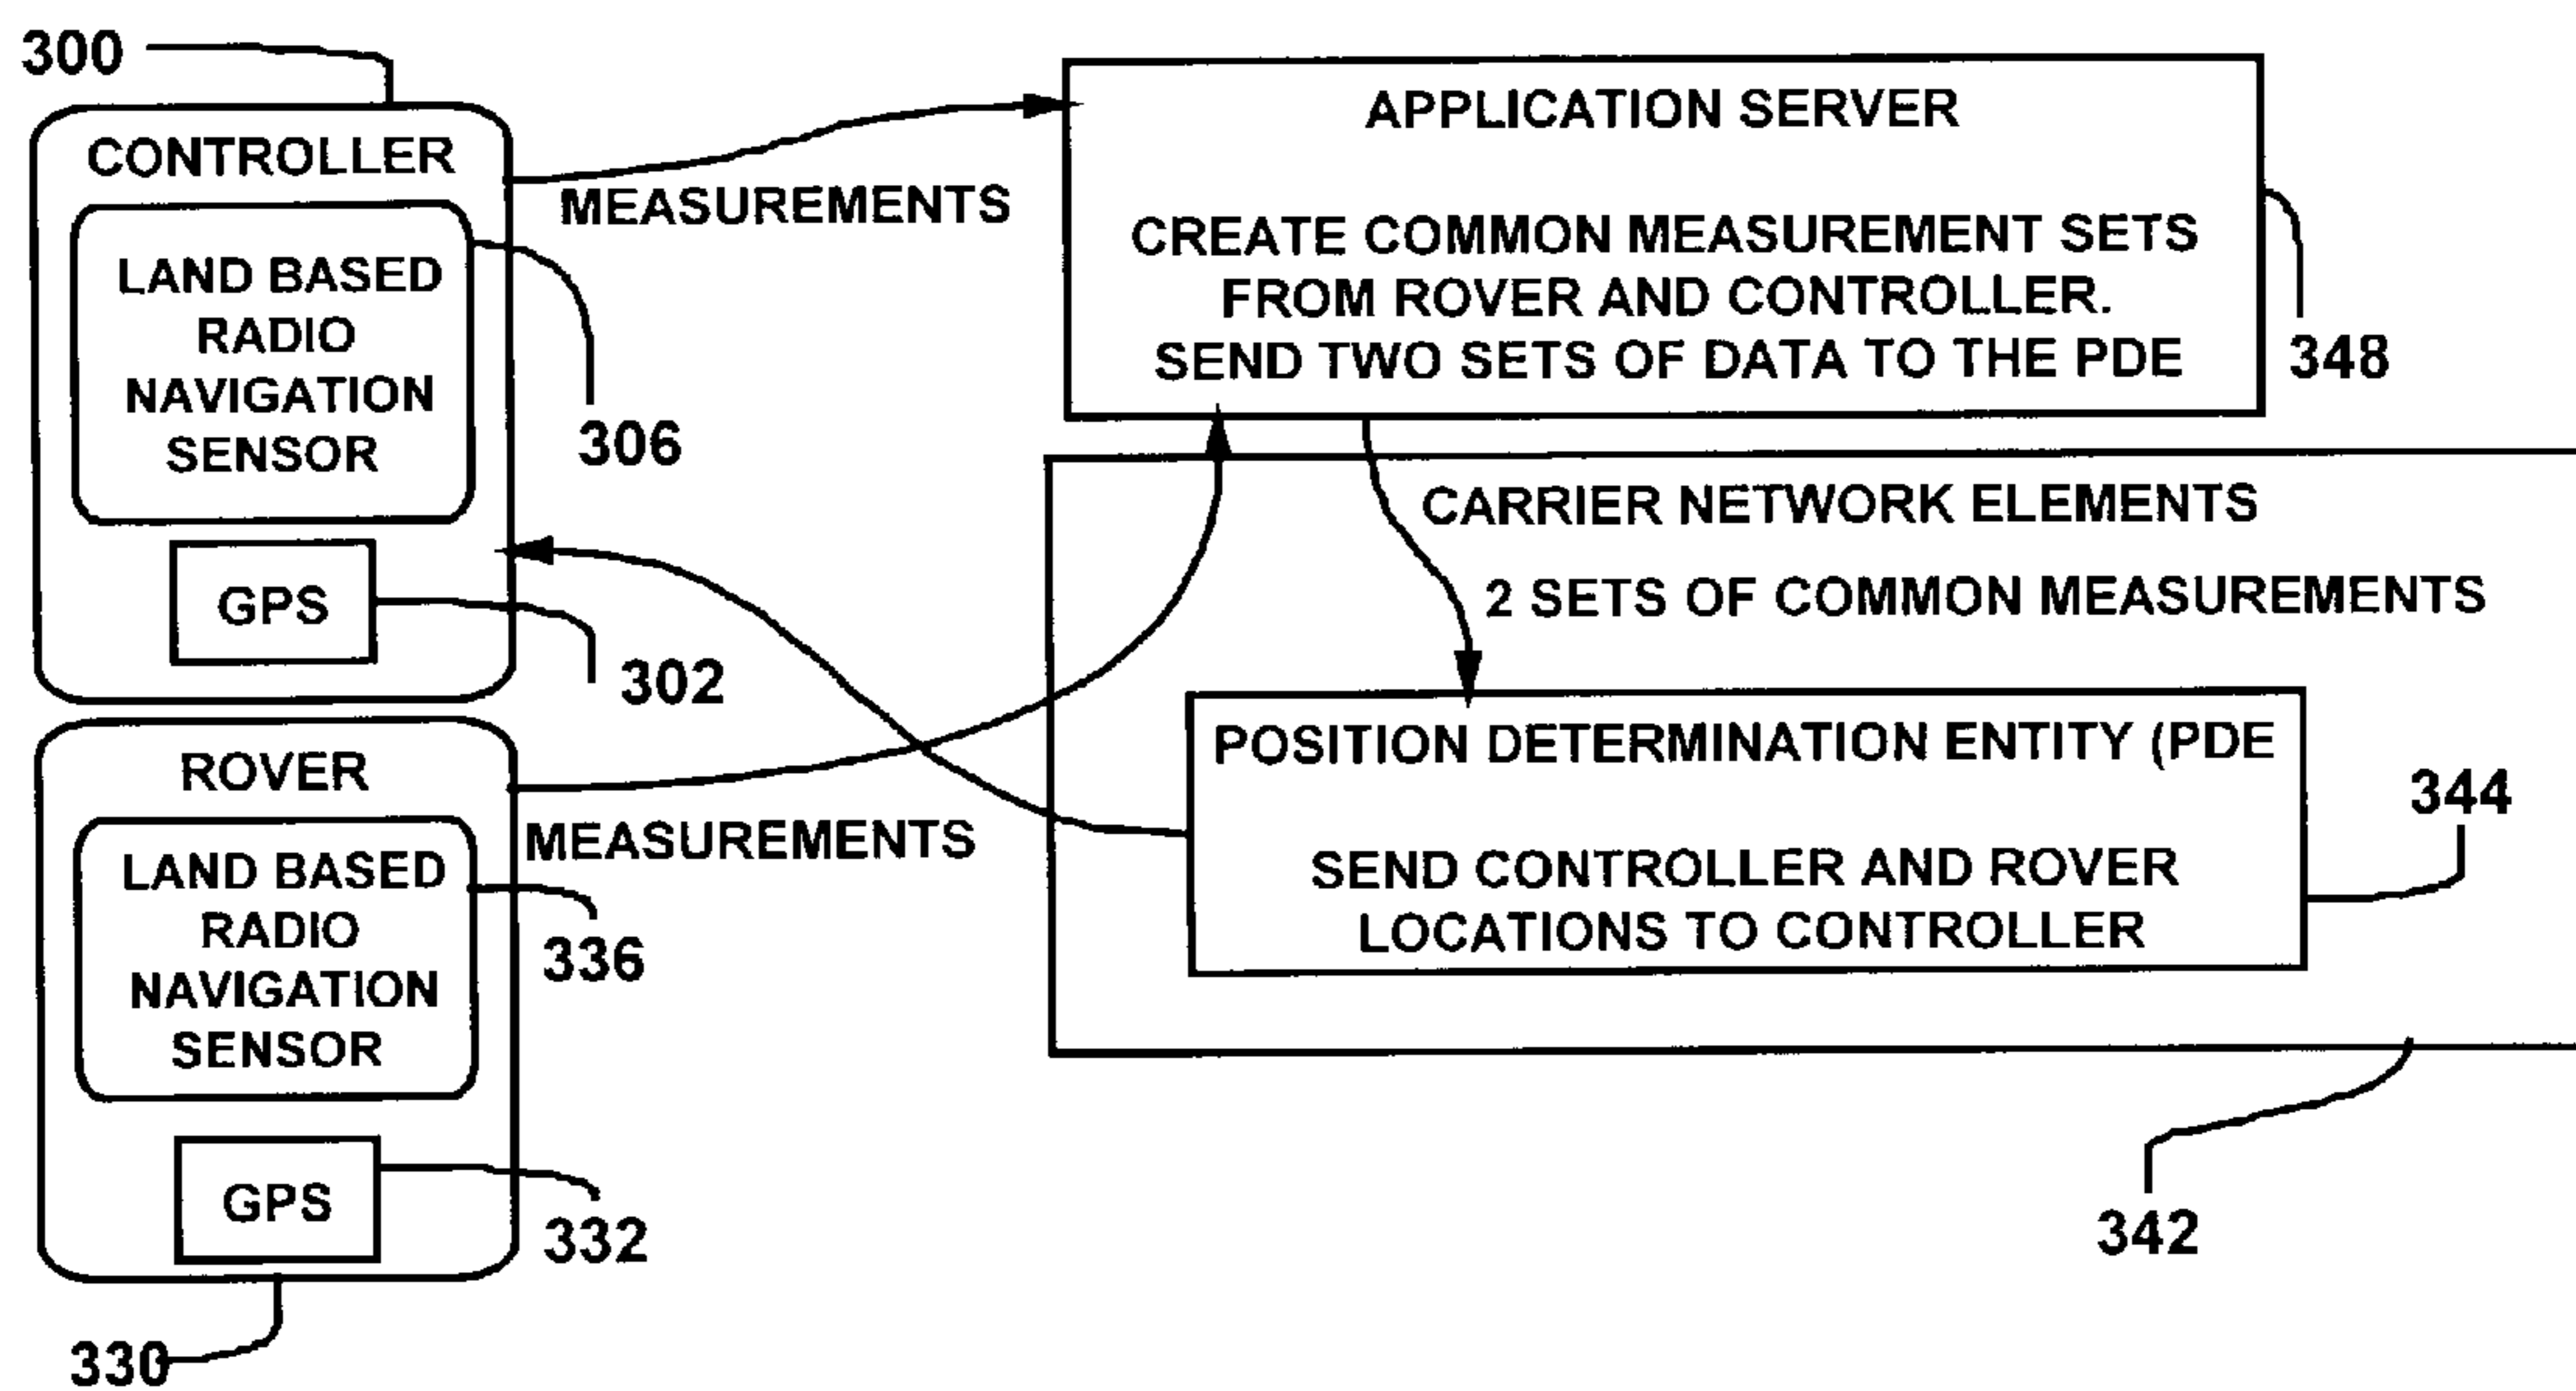 300
CONTROLLER
LAND BASED
RADIO
NAVIGATION
SENSOR
306
GPS
302
MEASUREMENTS
APPLICATION SERVER
CREATE COMMON MEASUREMENT SETS
FROM ROVER AND CONTROLLER.
SEND TWO SETS OF DATA TO THE PDE
348
CARRIER NETWORK ELEMENTS
2 SETS OF COMMON MEASUREMENTS
POSITION DETERMINATION ENTITY (PDE
SEND CONTROLLER AND ROVER
LOCATIONS TO CONTROLLER
344
342
ROVER
MEASUREMENTS
LAND BASED
RADIO
NAVIGATION
SENSOR
336
GPS
332
330